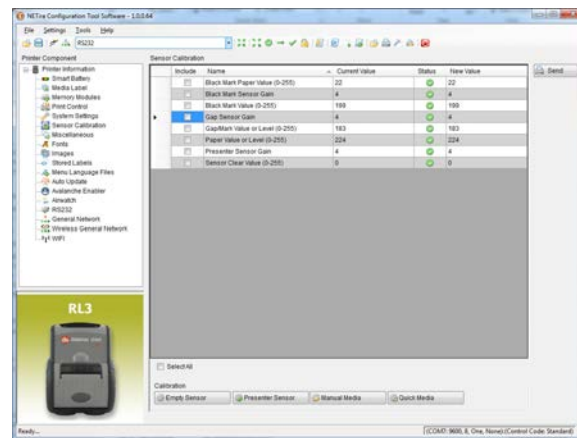 NETira Configuration Tool Software - 1.0.0.64
File Settings Tools Help
RS232
Printer Component
Printer Information
Smart Battery
Media Label
Memory Modules
Print Control
System Settings
Sensor Calibration
Miscellaneous
Fonts
Images
Stored Labels
Menu Language Files
Auto Update
Avalanche Enabler
Airwatch
RS232
General Network
Wireless General Network
WIFI
RL3
Sensor Calibration
Include Name Current Value Status New Value
Black Mark Paper Value (0-255) 22 22
Black Mark Sensor Gain 4 4
Black Mark Value (0-255) 199 199
Gap Sensor Gain 4 4
Gap/Mark Value or Level (0-255) 183 183
Paper Value or Level (0-255) 224 224
Presenter Sensor Gain 4 4
Sensor Clear Value (0-255) 0 0
Select All
Calibration
Empty Sensor Presenter Sensor Manual Media Quick Media
Send
Ready... (COM7: 9600, 8, One, None) (Control Code: Standard)